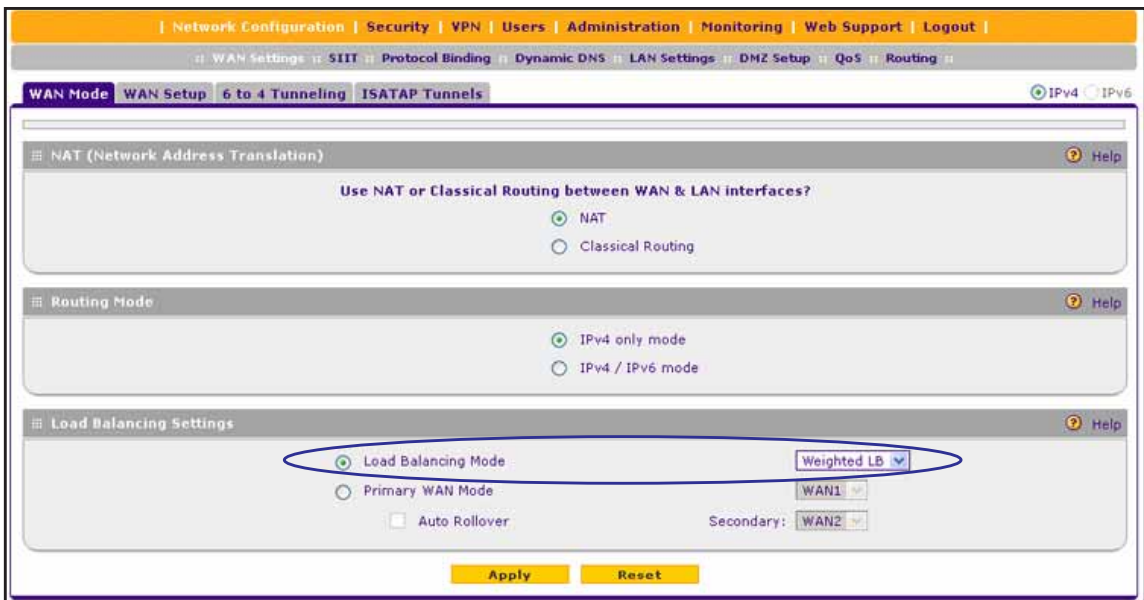 | Network Configuration | Security | VPN | Users | Administration | Monitoring | Web Support | Logout |
:: WAN Settings :: SIIT :: Protocol Binding :: Dynamic DNS :: LAN Settings :: DMZ Setup :: QoS :: Routing ::
WAN Mode WAN Setup 6 to 4 Tunneling ISATAP Tunnels IPv4 IPv6
NAT (Network Address Translation) ? Help
Use NAT or Classical Routing between WAN & LAN interfaces?
NAT
Classical Routing
Routing Mode ? Help
IPv4 only mode
IPv4 / IPv6 mode
Load Balancing Settings ? Help
Load Balancing Mode Weighted LB
Primary WAN Mode WAN1
Auto Rollover Secondary: WAN2
Apply Reset